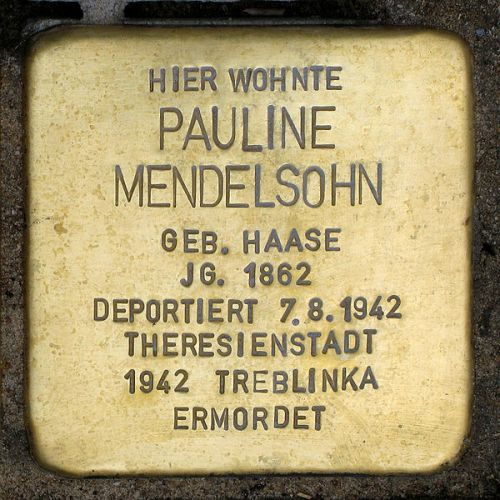 HIER WOHNTE
PAULINE
MENDELSOHN
GEB. HAASE
JG. 1862
DEPORTIERT 7.8.1942
THERESIENSTADT
1942 TREBLINKA
ERMORDET